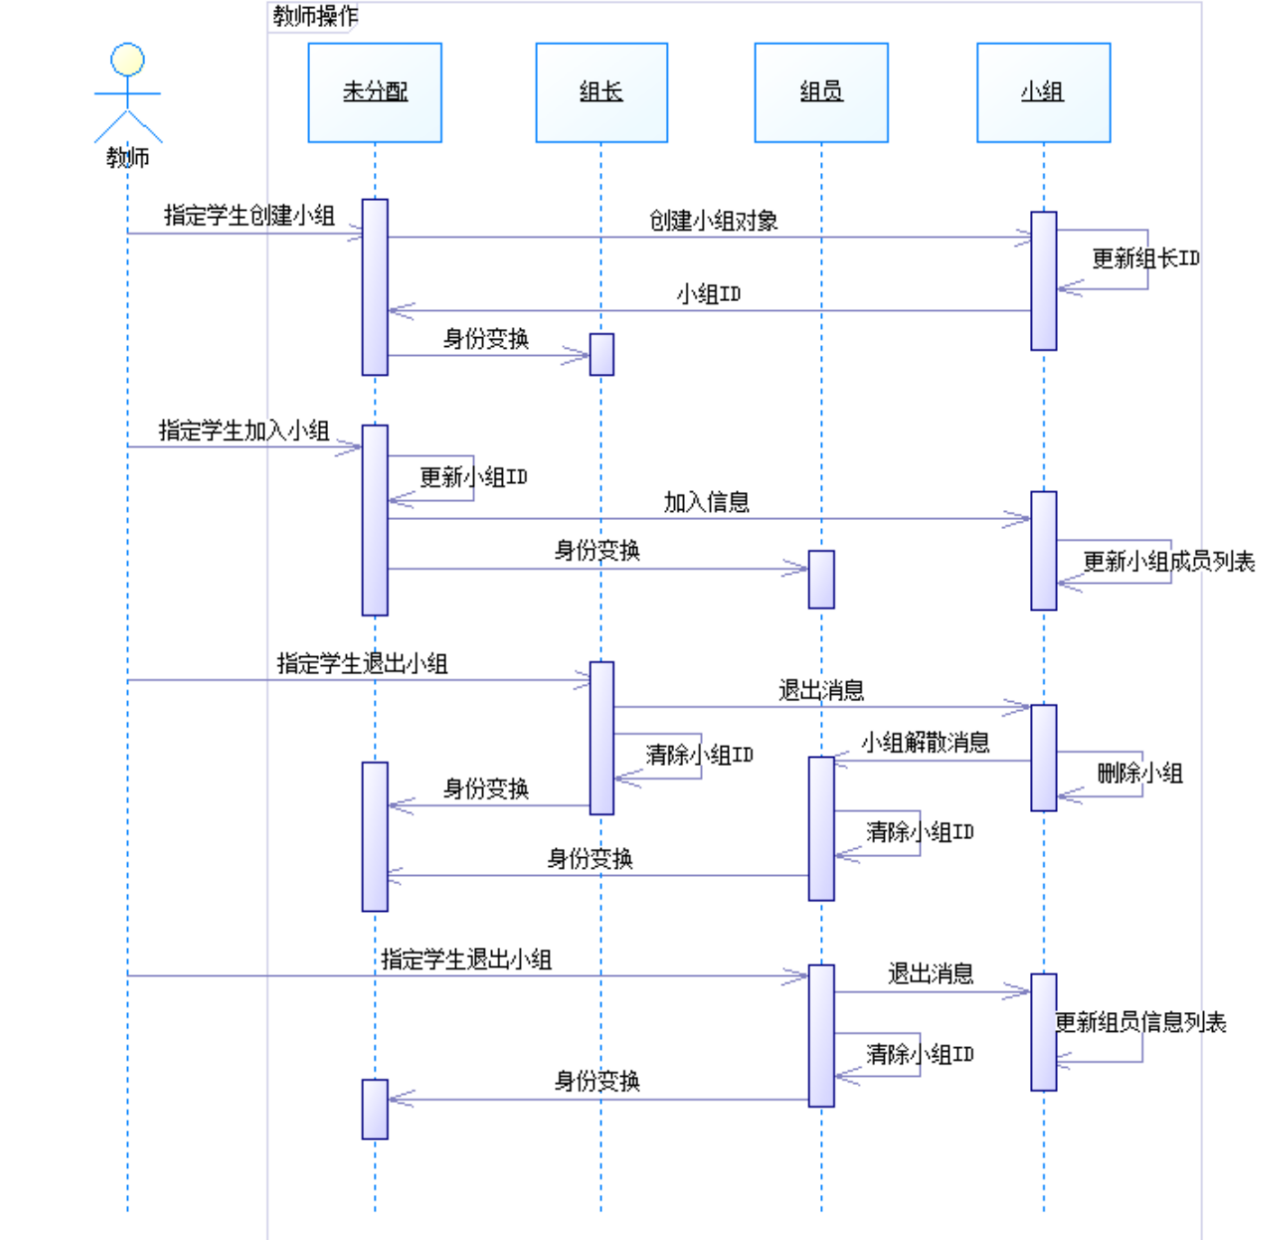 教师操作
未分配
组长
组员
小组
教师
指定学生创建小组
创建小组对象
更新组长ID
小组ID
身份变换
指定学生加入小组
更新小组ID
加入信息
身份变换
更新小组成员列表
指定学生退出小组
退出消息
小组解散消息
清除小组ID
删除小组
身份变换
清除小组ID
身份变换
指定学生退出小组
退出消息
更新组员信息列表
清除小组ID
身份变换